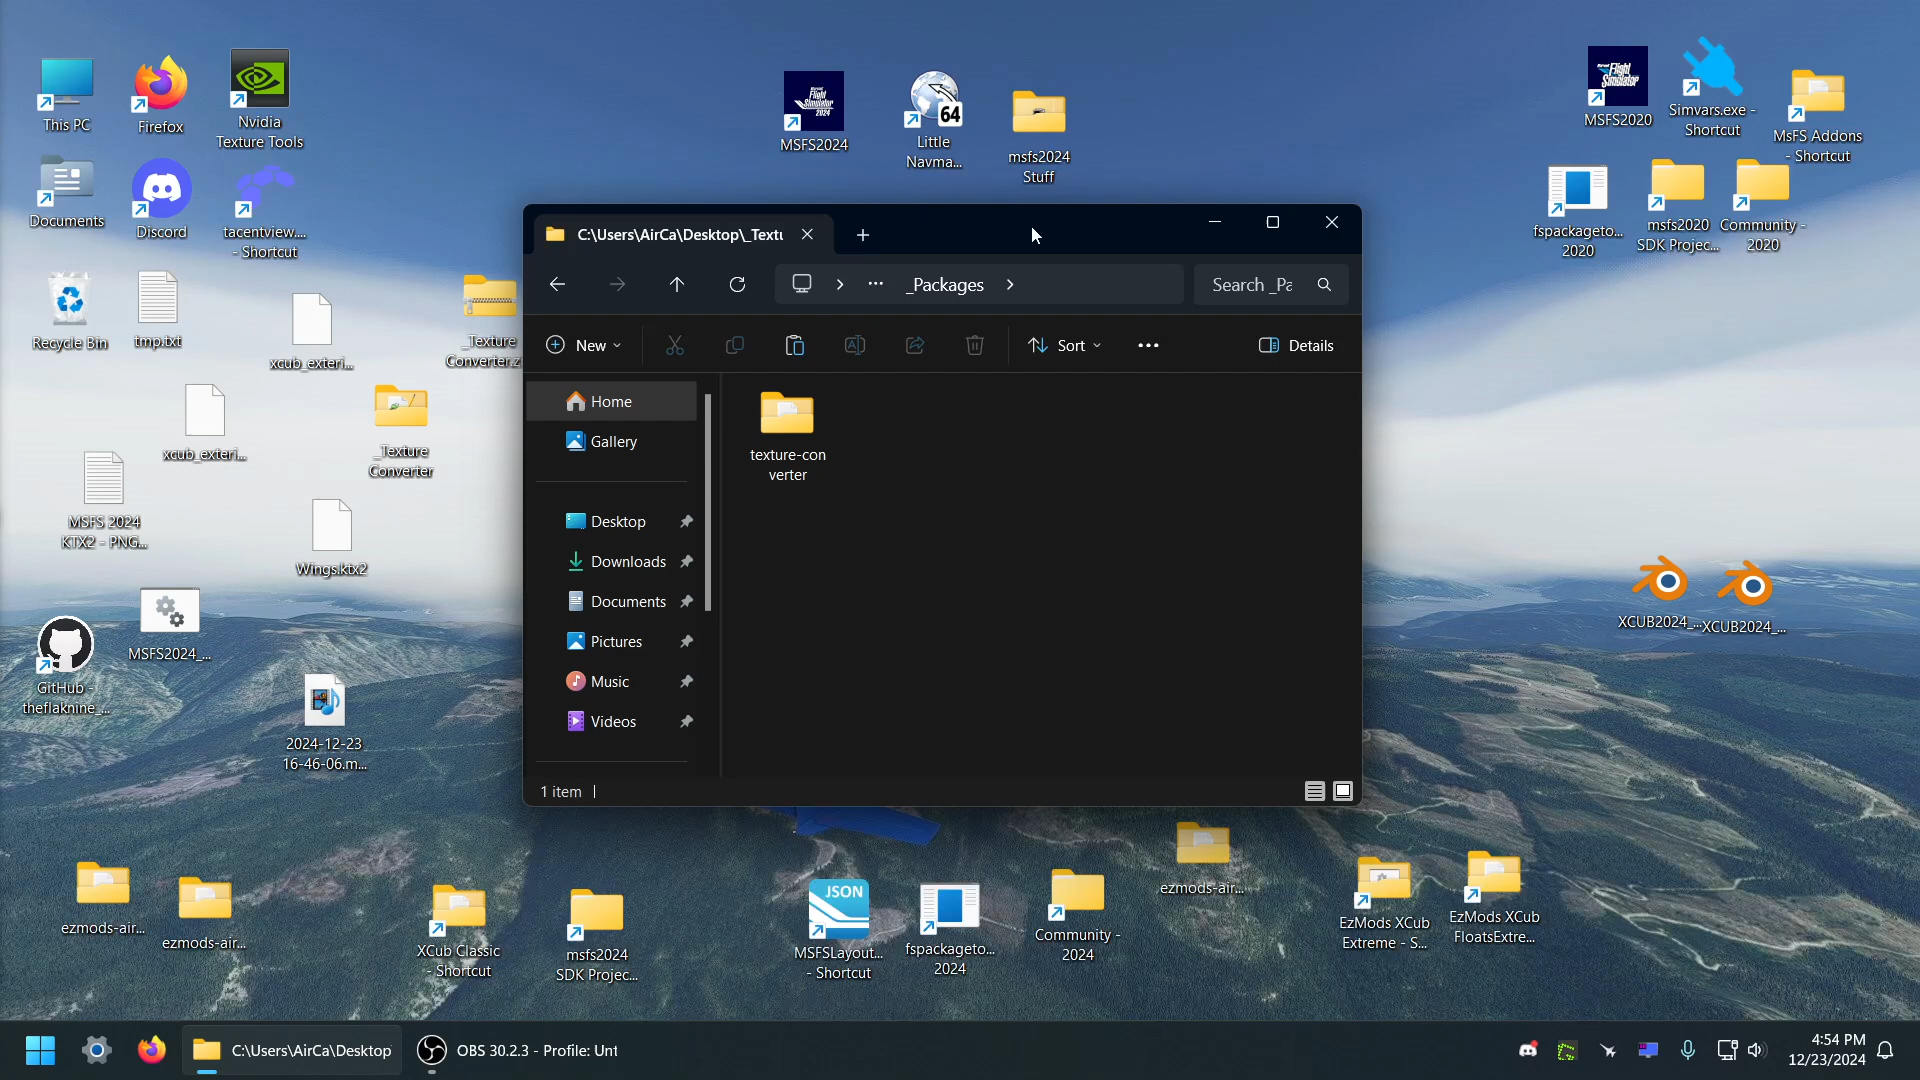 This PC
Firefox
Nvidia
Texture Tools
Documents
Discord
tacentview....
- Shortcut
Recycle Bin
tmp.txt
xcub_exteri...
_Texture
Converter.z
xcub_exteri...
_Texture
Converter
MSFS 2024
KTX2 - PNG...
Wings.ktx2
MSFS2024_...
GitHub -
theflaknine_...
2024-12-23
16-46-06.m...
Flight
Simulator
2024
MSFS2024
64
Little
Navma...
msfs2024
Stuff
Flight
Simulator
MSFS2020
Simvars.exe -
Shortcut
MsFS Addons
- Shortcut
fspackageto...
2020
msfs2020
SDK Projec...
Community -
2020
C:\Users\AirCa\Desktop\_Textu
_Packages
Search _Pa
New
Sort
Details
Home
Gallery
Desktop
Downloads
Documents
Pictures
Music
Videos
texture-con
verter
1 item
XCUB2024_...
XCUB2024_...
ezmods-air...
ezmods-air...
XCub Classic
- Shortcut
msfs2024
SDK Projec...
JSON
MSFSLayout...
- Shortcut
fspackageto...
2024
Community -
2024
ezmods-air...
EzMods XCub
Extreme - S...
EzMods XCub
FloatsExtre...
C:\Users\AirCa\Desktop
OBS 30.2.3 - Profile: Unt
4:54 PM
12/23/2024